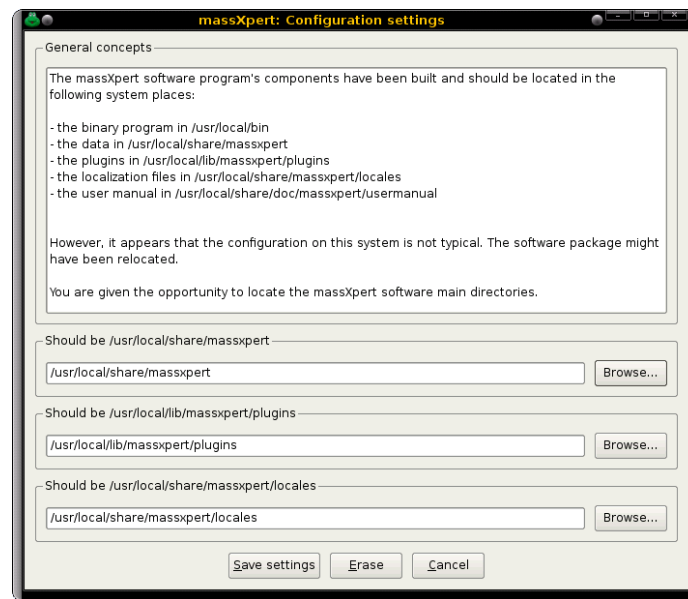 massXpert: Configuration settings
General concepts
The massXpert software program's components have been built and should be located in the
following system places:
- the binary program in /usr/local/bin
- the data in /usr/local/share/massxpert
- the plugins in /usr/local/lib/massxpert/plugins
- the localization files in /usr/local/share/massxpert/locales
- the user manual in /usr/local/share/doc/massxpert/usermanual
However, it appears that the configuration on this system is not typical. The software package might
have been relocated.
You are given the opportunity to locate the massXpert software main directories.
Should be /usr/local/share/massxpert
/usr/local/share/massxpert Browse...
Should be /usr/local/lib/massxpert/plugins
/usr/local/lib/massxpert/plugins Browse...
Should be /usr/local/share/massxpert/locales
/usr/local/share/massxpert/locales Browse...
Save settings Erase Cancel